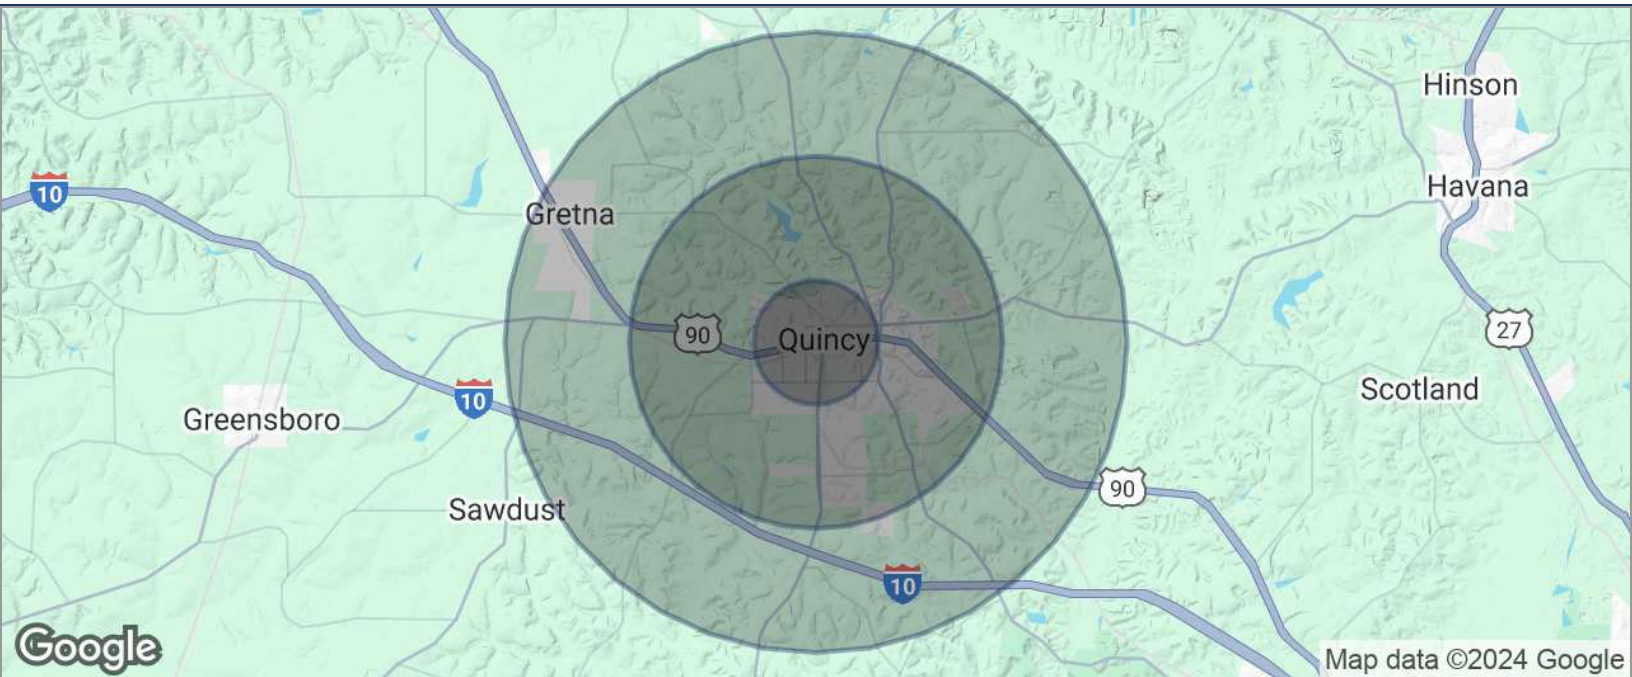 Hinson
10
Havana
Gretna
90
Quincy
27
Scotland
10
Greensboro
90
Sawdust
10
Google
Map data ©2024 Google